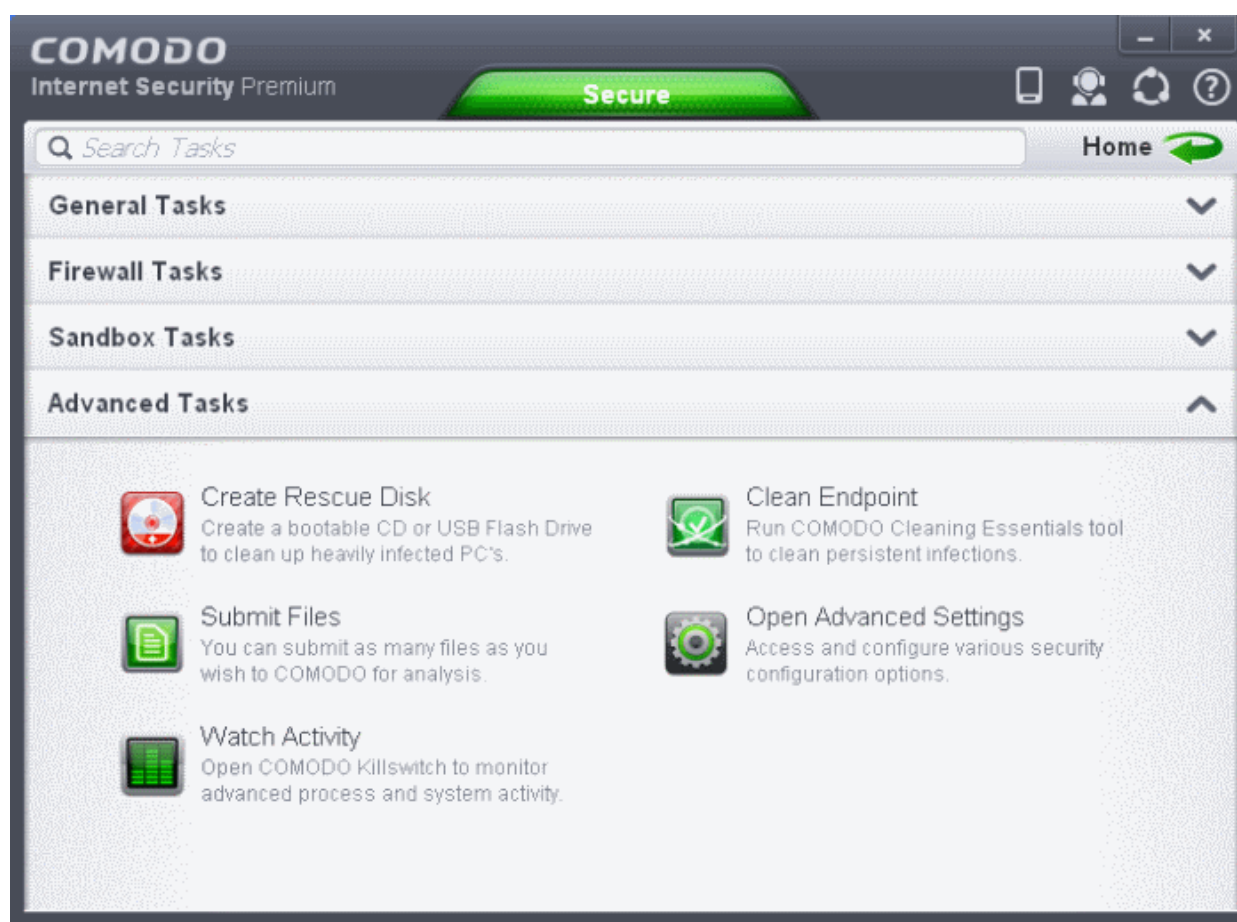 COMODO
Internet Security Premium
Secure
Search Tasks
Home
General Tasks
Firewall Tasks
Sandbox Tasks
Advanced Tasks
Create Rescue Disk
Create a bootable CD or USB Flash Drive
to clean up heavily infected PC's.
Clean Endpoint
Run COMODO Cleaning Essentials tool
to clean persistent infections.
Submit Files
You can submit as many files as you
wish to COMODO for analysis.
Open Advanced Settings
Access and configure various security
configuration options.
Watch Activity
Open COMODO Killswitch to monitor
advanced process and system activity.